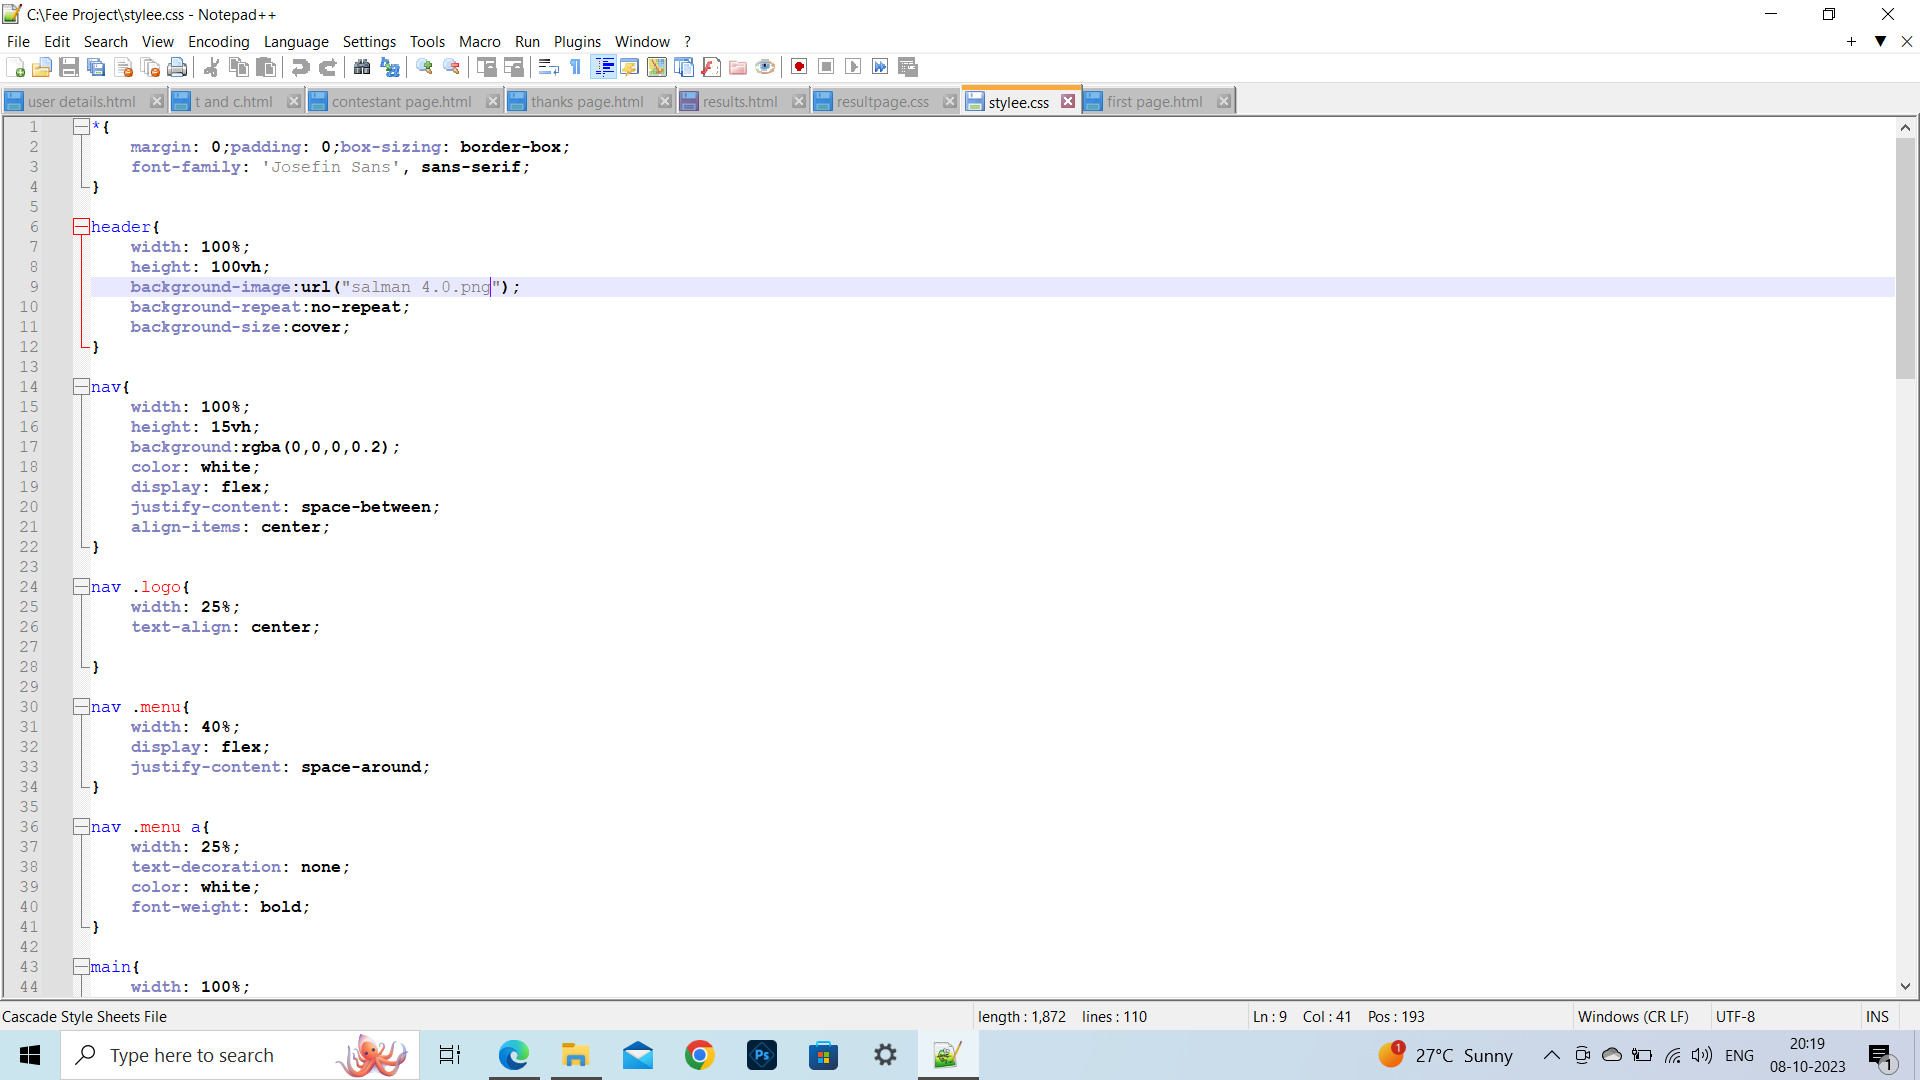 C:\Fee Project\stylee.css - Notepad++
File Edit Search View Encoding Language Settings Tools Macro Run Plugins Window ?
user details.html t and c.html contestant page.html thanks page.html results.html resultpage.css stylee.css first page.html
1 *{
2 margin: 0;padding: 0;box-sizing: border-box;
3 font-family: 'Josefin Sans', sans-serif;
4 }
5
6 header{
7 width: 100%;
8 height: 100vh;
9 background-image:url("salman 4.0.png");
10 background-repeat:no-repeat;
11 background-size:cover;
12 }
13
14 nav{
15 width: 100%;
16 height: 15vh;
17 background:rgba(0,0,0,0.2);
18 color: white;
19 display: flex;
20 justify-content: space-between;
21 align-items: center;
22 }
23
24 nav .logo{
25 width: 25%;
26 text-align: center;
27
28 }
29
30 nav .menu{
31 width: 40%;
32 display: flex;
33 justify-content: space-around;
34 }
35
36 nav .menu a{
37 width: 25%;
38 text-decoration: none;
39 color: white;
40 font-weight: bold;
41 }
42
43 main{
44 width: 100%;
Cascade Style Sheets File length : 1,872 lines : 110 Ln : 9 Col : 41 Pos : 193 Windows (CR LF) UTF-8 INS
Type here to search Ps 1 27°C Sunny ENG 20:19
08-10-2023 1